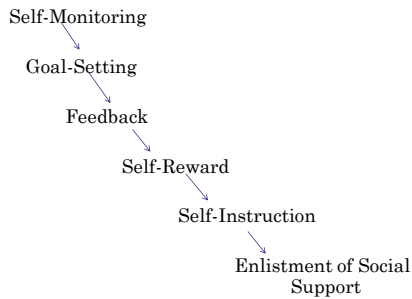 Self-Monitoring
Goal-Setting
Feedback
Self-Reward
Self-Instruction
Enlistment of Social
Support